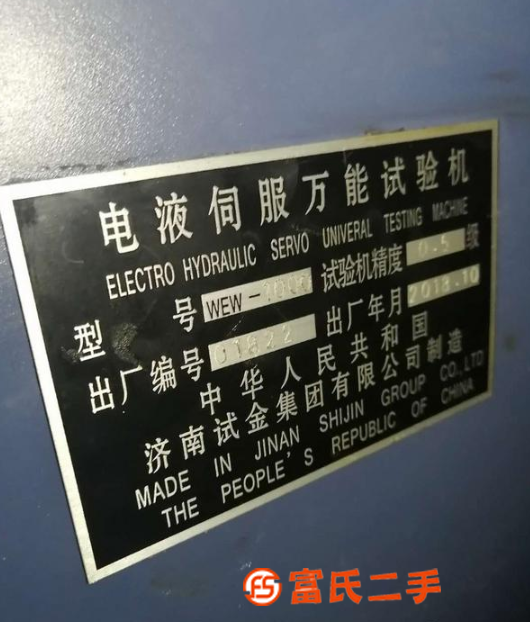 电液伺服万能试验机
ELECTRO HYDRAULIC SERVO UNIVERAL TESTING MACHINE
型号 WEW- 试验机精度 0.5 级
出厂编号 出厂年月 2018.10
中华人民共和国
济南试金集团有限公司制造
MADE IN JINAN SHIJIN GROUP CO.,LTD
THE PEOPLE'S REPUBLIC OF CHINA
FS 富氏二手